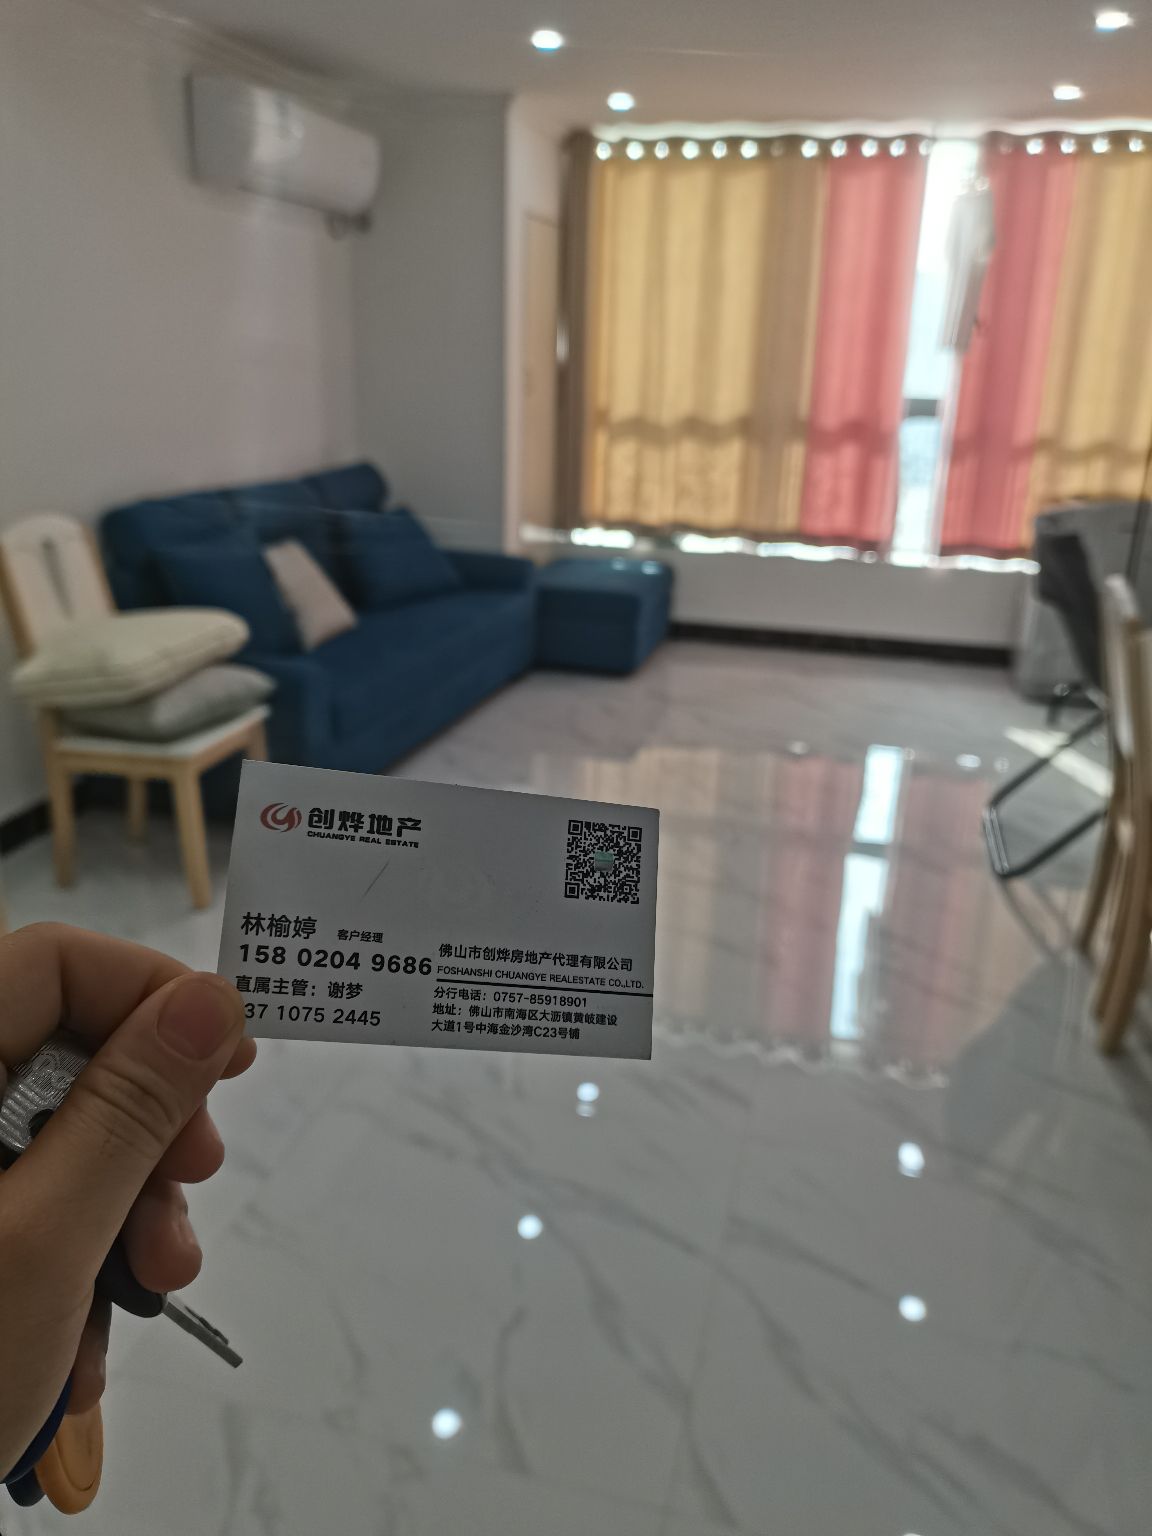 创烨地产
CHUANGYE REAL ESTATE
林榆婷 客户经理
158 0204 9686
直属主管：谢梦
37 1075 2445
佛山市创烨房地产代理有限公司
FOSHANSHI CHUANGYE REALESTATE CO.,LTD.
分行电话：0757-85918901
地址：佛山市南海区大沥镇黄岐建设
大道1号中海金沙湾C23号铺